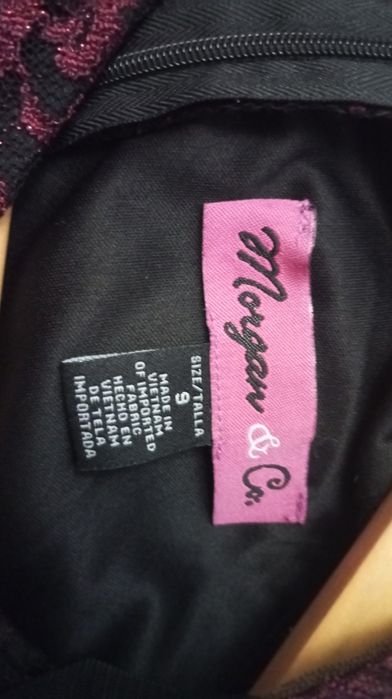 Morgan & Co.
SIZE/TALLA
9
MADE IN
VIETNAM
OF IMPORTED
FABRIC
HECHO EN
VIETNAM
DE TELA
IMPORTADA